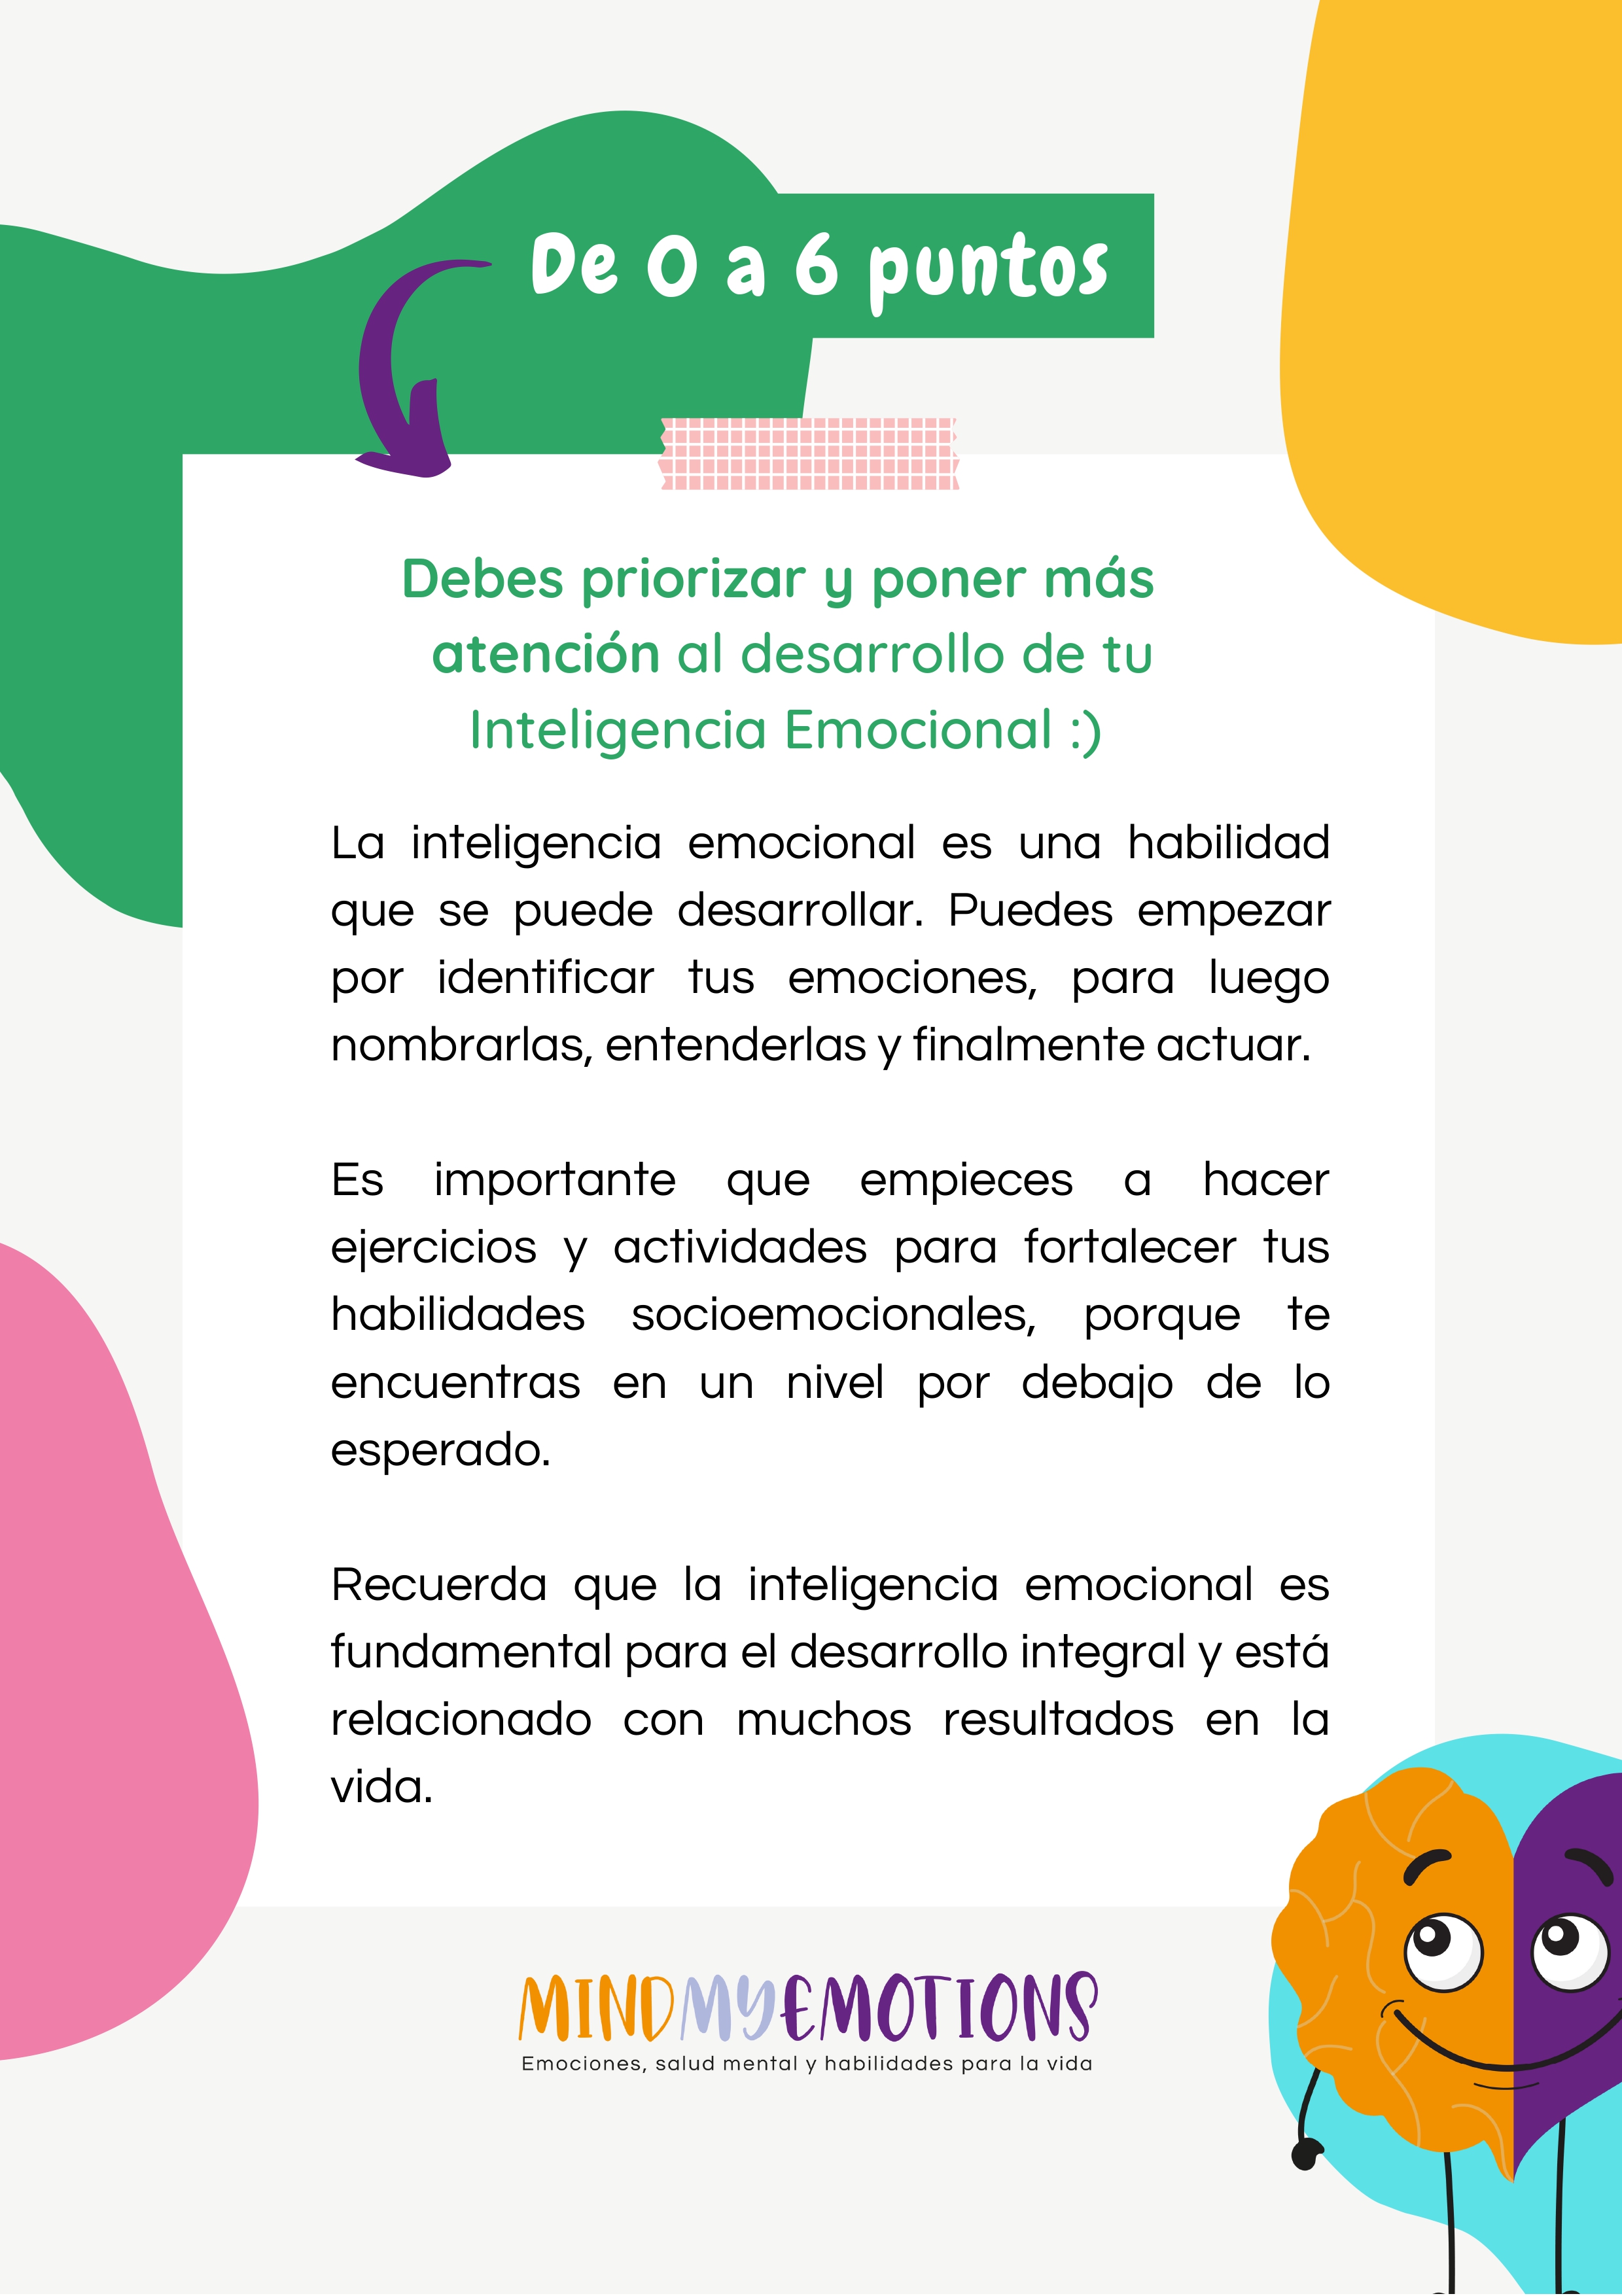 De 0 a 6 puntos
Debes priorizar y poner más
atención al desarrollo de tu
Inteligencia Emocional :)
La inteligencia emocional es una habilidad
que se puede desarrollar. Puedes empezar
por identificar tus emociones, para luego
nombrarlas, entenderlas y finalmente actuar.
Es importante que empieces a hacer
ejercicios y actividades para fortalecer tus
habilidades socioemocionales, porque te
encuentras en un nivel por debajo de lo
esperado.
Recuerda que la inteligencia emocional es
fundamental para el desarrollo integral y está
relacionado con muchos resultados en la
vida.
MINDMYEMOTIONS
Emociones, salud mental y habilidades para la vida